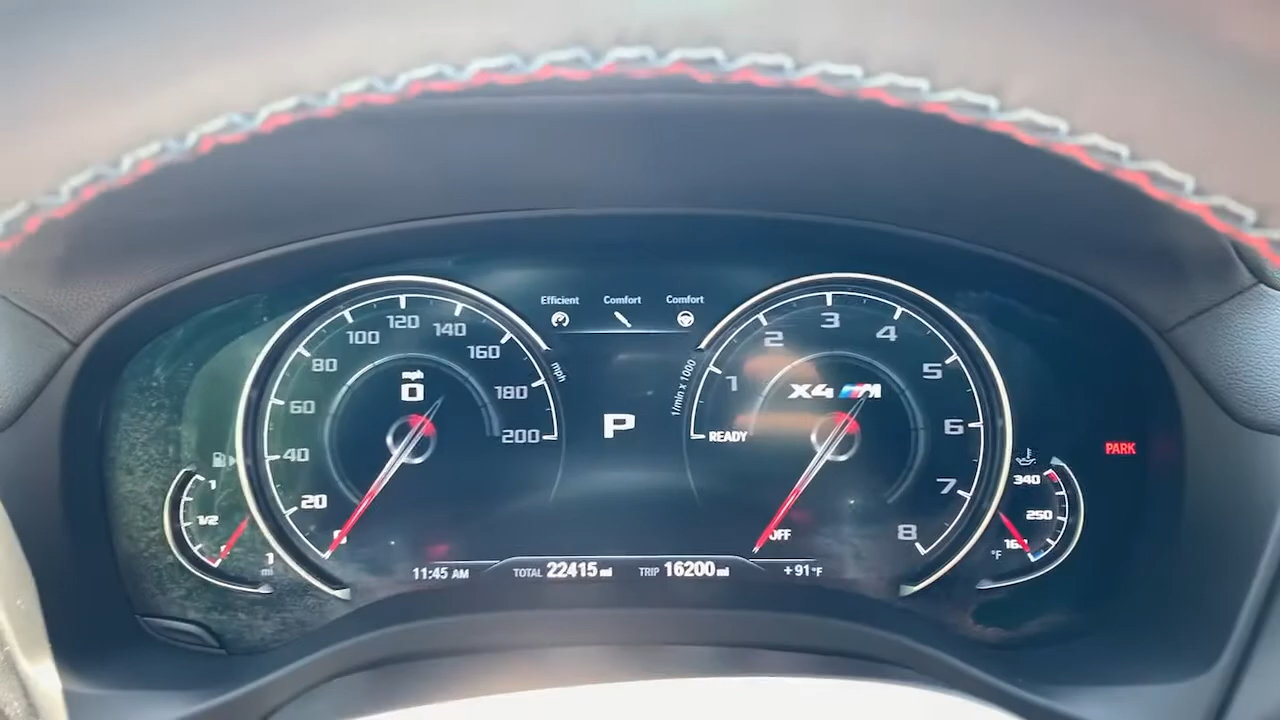 Efficient Comfort Comfort
mph
0
20
40
60
80
100
120
140
160
180
200
mph
P
1/min x 1000
OFF
READY
1
2
3
4
5
6
7
8
X4 M
1
1/2
1
mi
340
250
°F
PARK
11:45 AM
TOTAL 22415 mi
TRIP 16200 mi
+91°F